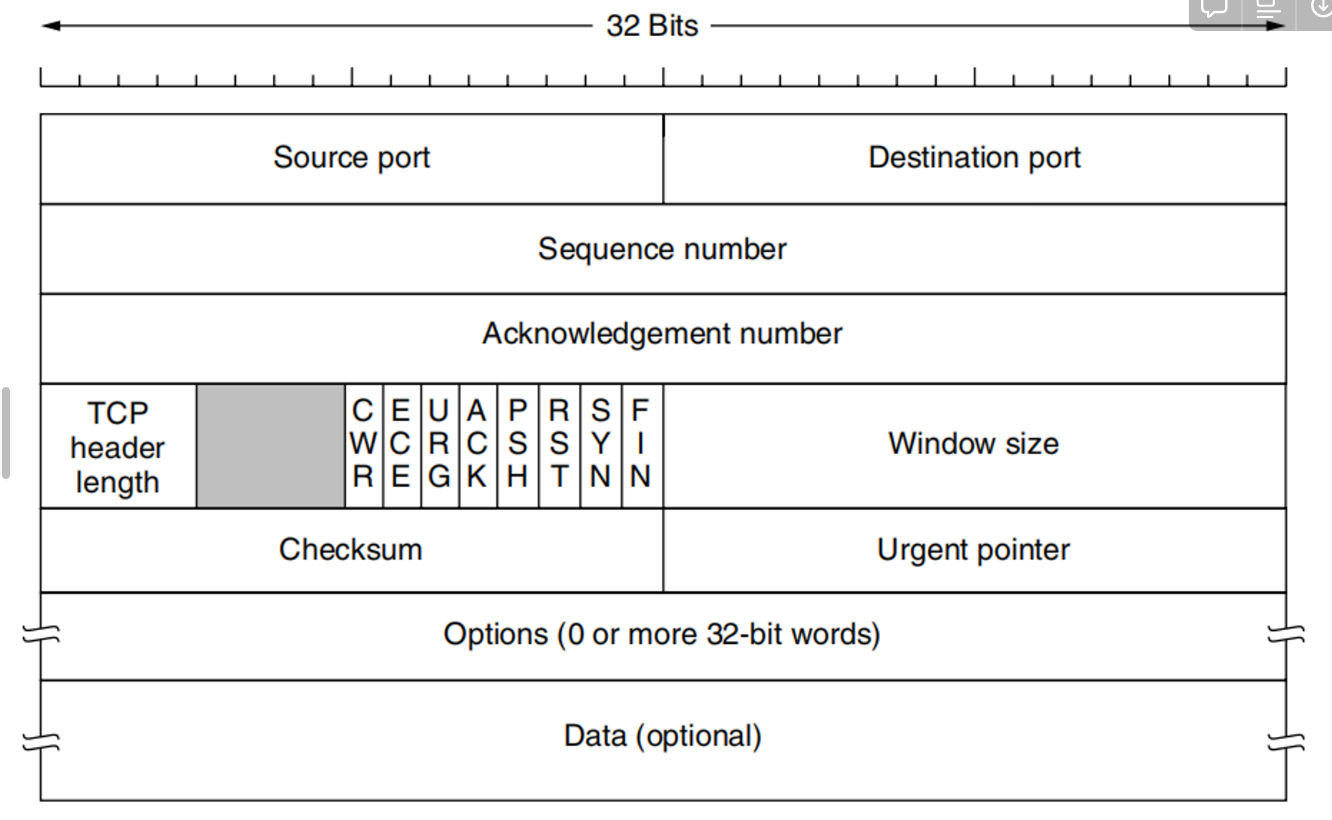 32 Bits
Source port
Destination port
Sequence number
Acknowledgement number
TCP
header
length
CWR
ECE
URG
ACK
PSH
RST
SYN
FIN
Window size
Checksum
Urgent pointer
Options (0 or more 32-bit words)
Data (optional)